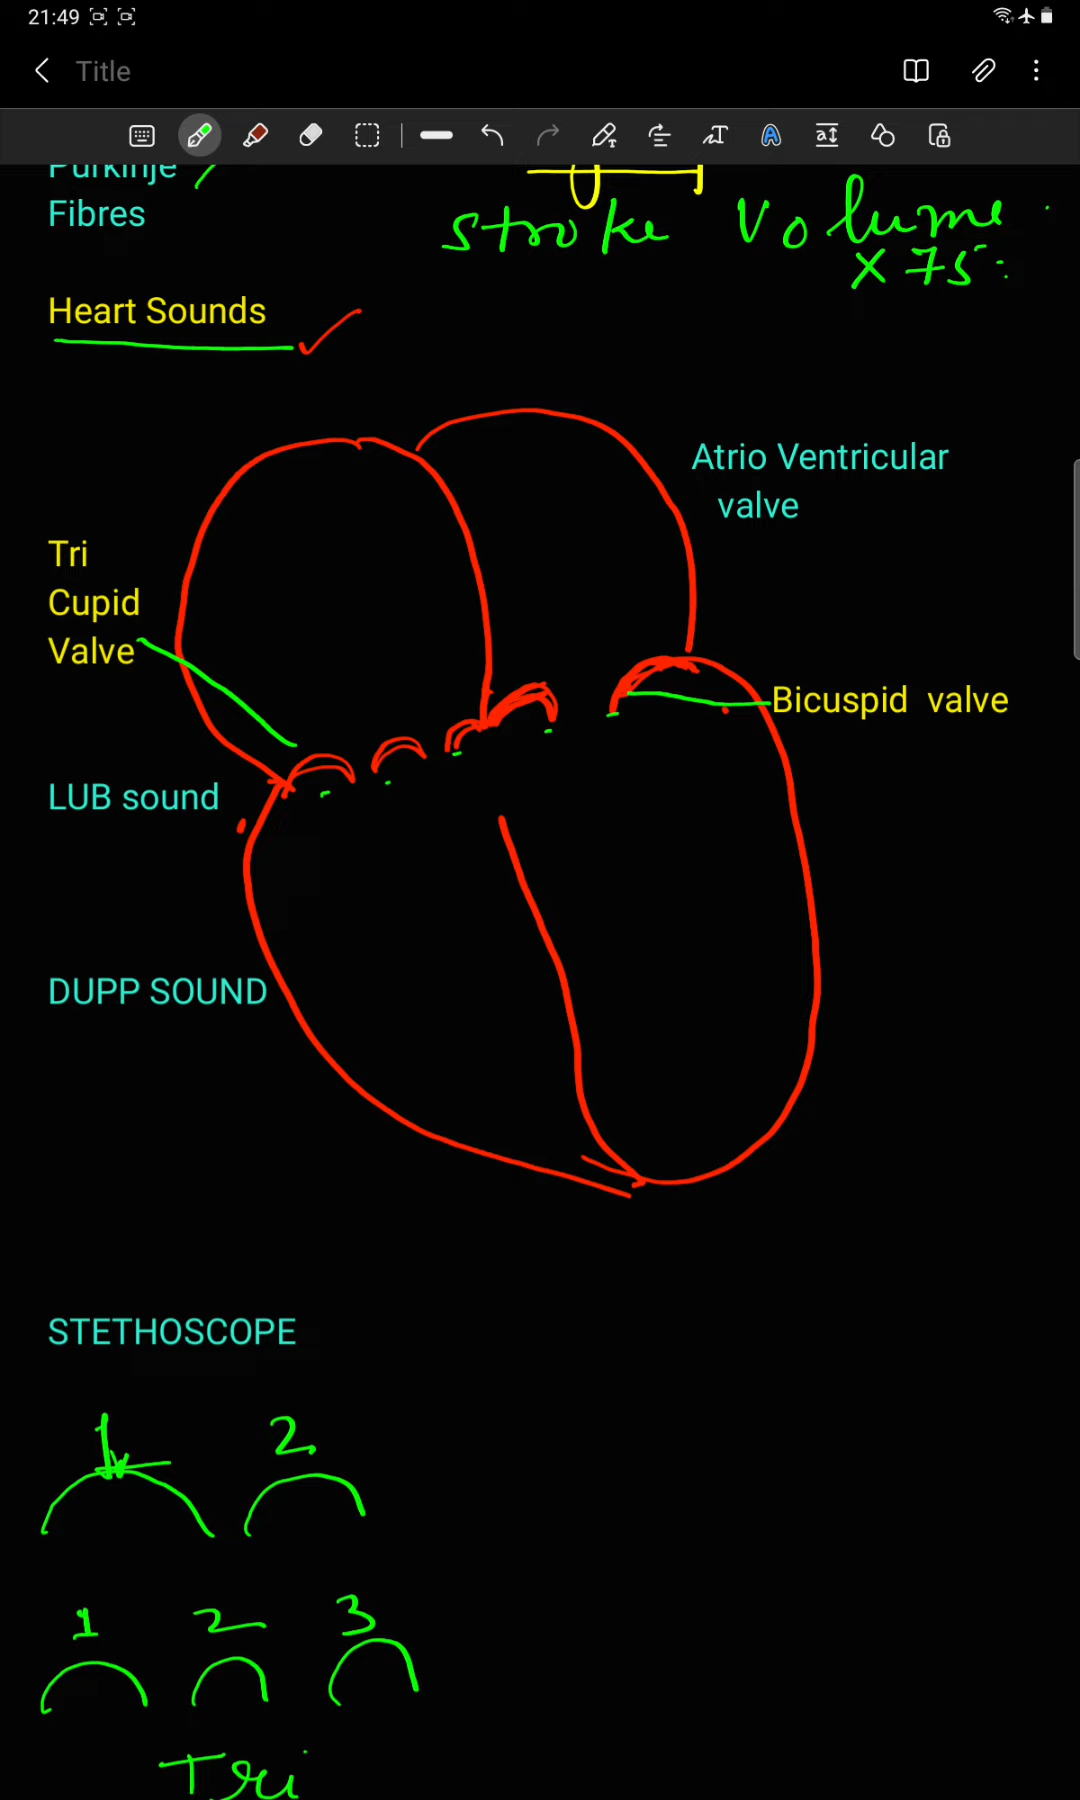 21:49
Title
Purkinje
Fibres
stroke Volume
x 75
Heart Sounds
Atrio Ventricular
valve
Tri
Cupid
Valve
Bicuspid valve
LUB sound
DUPP SOUND
STETHOSCOPE
1 2
1 2 3
Tri